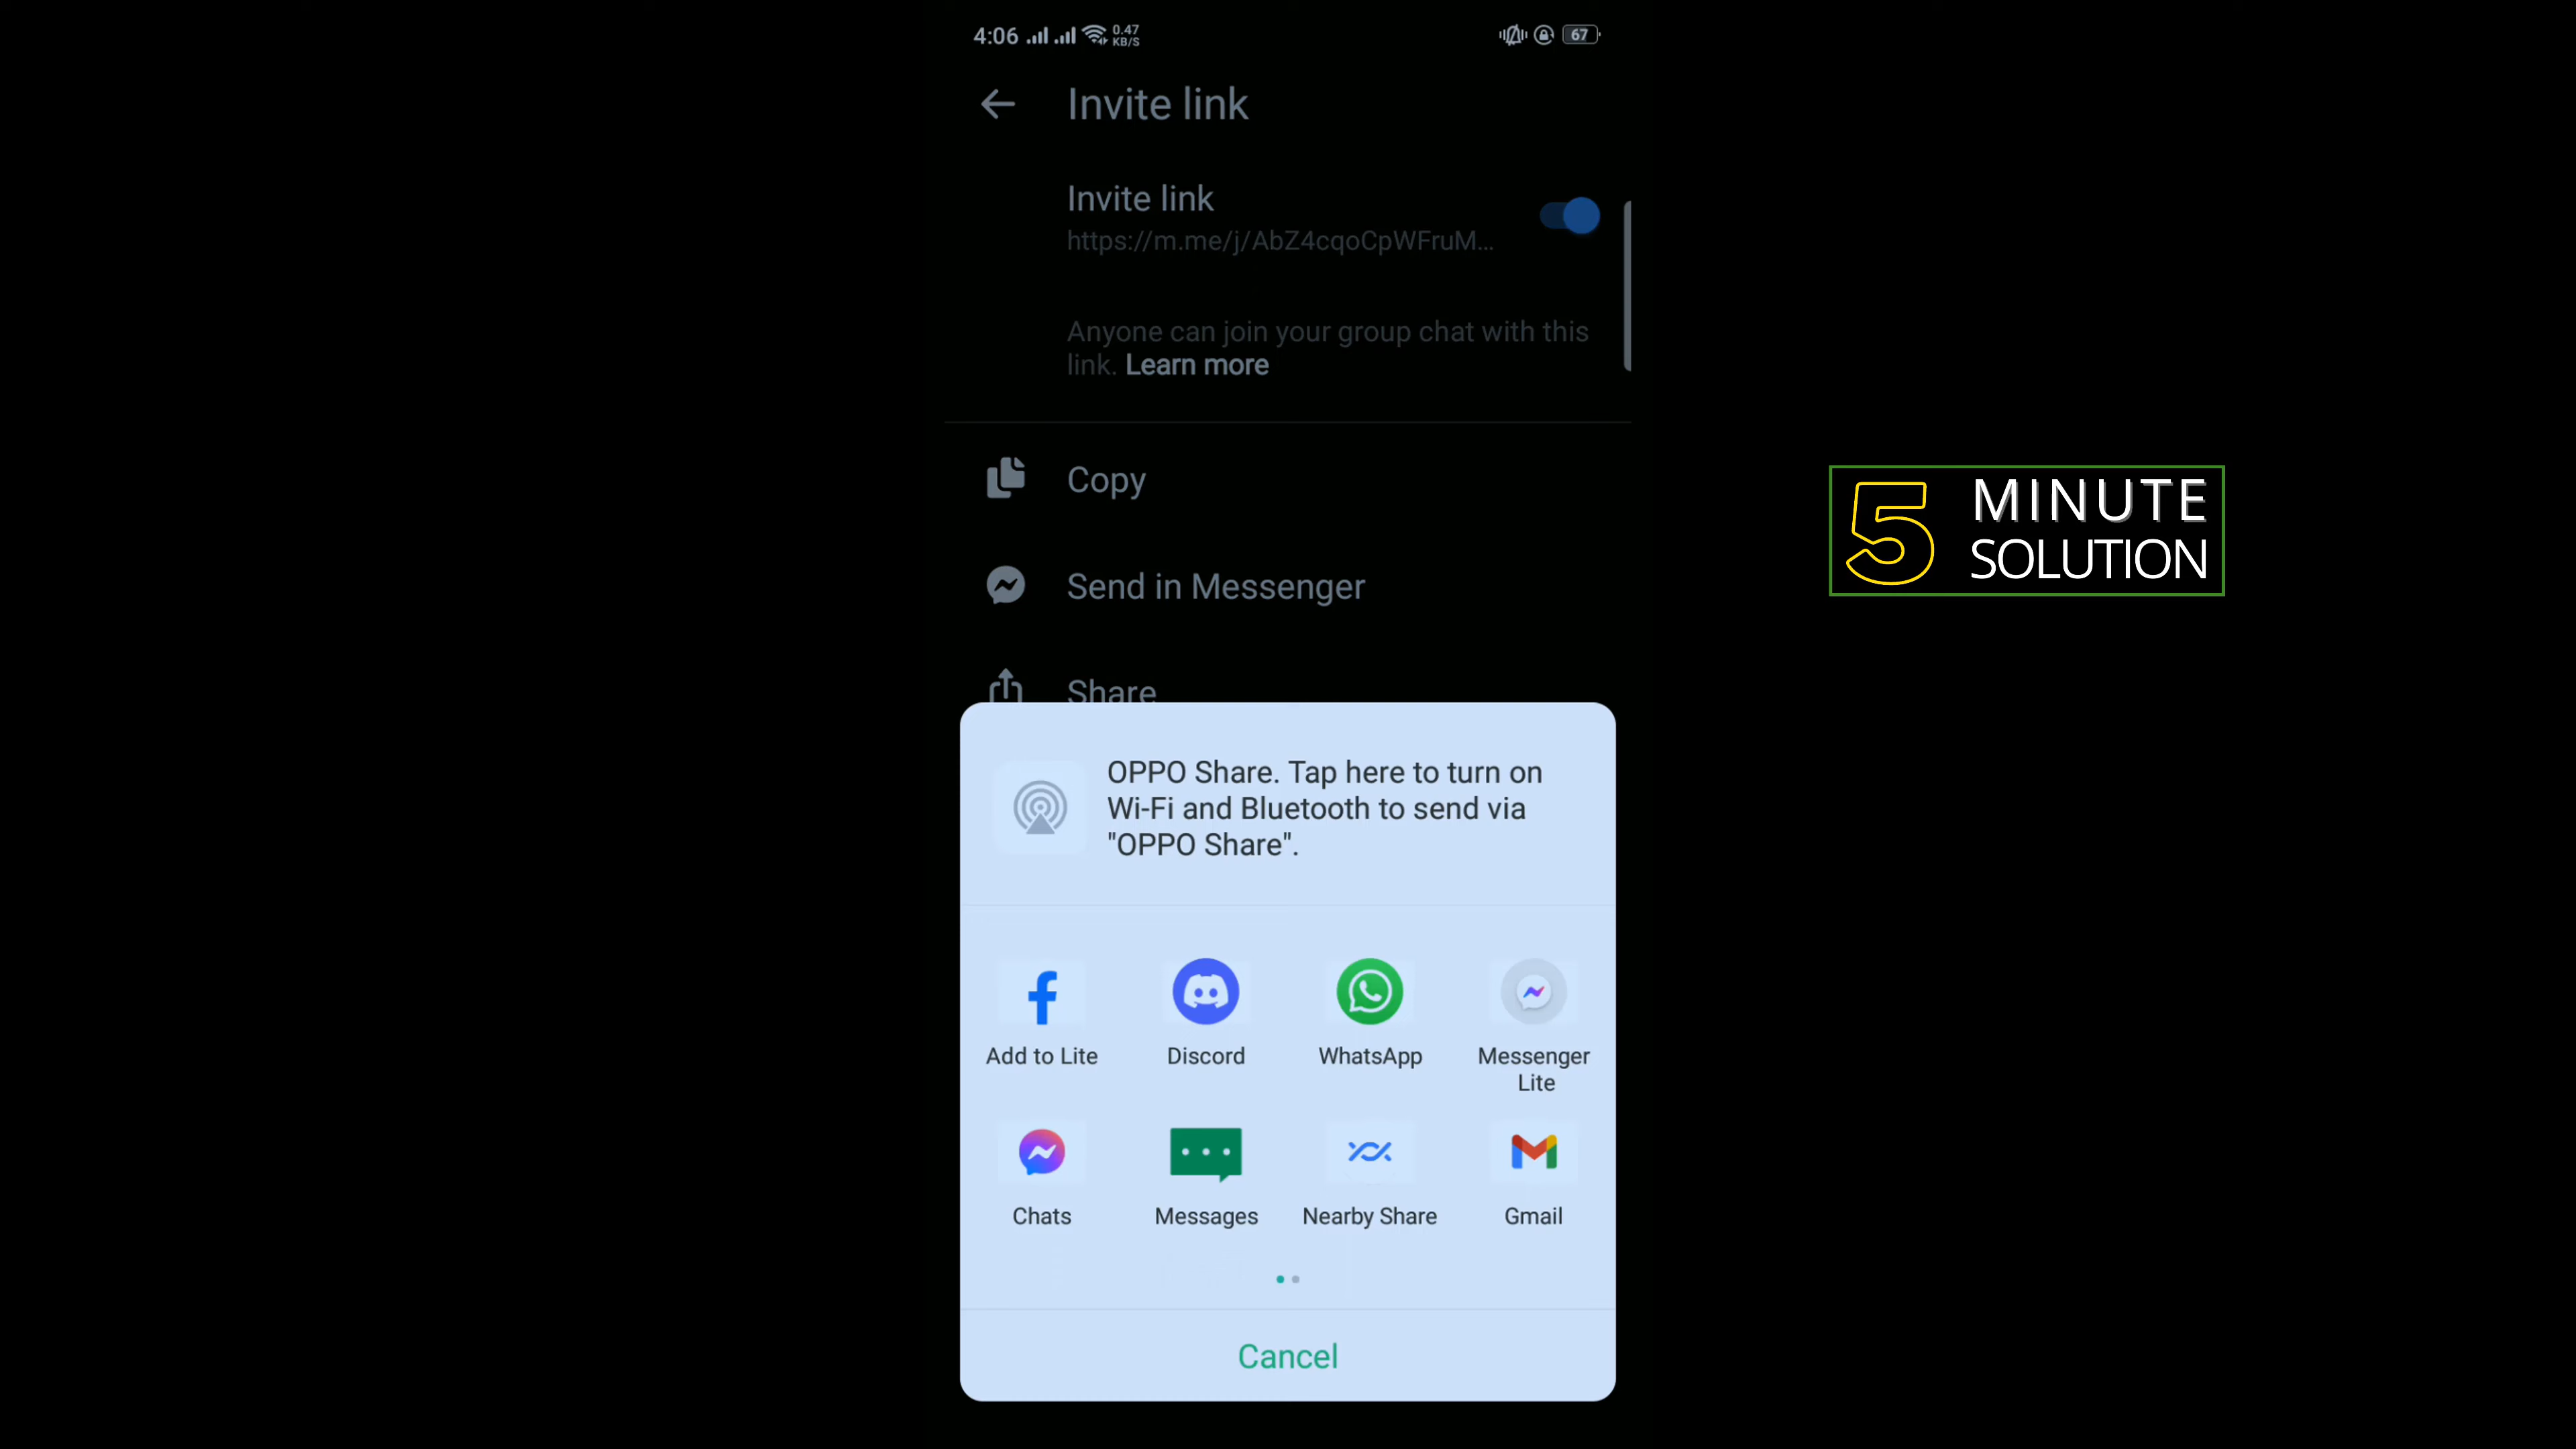 4:06 0.47 KB/S 67
Invite link
Invite link
https://m.me/j/AbZ4cqoCpWFruM...
Anyone can join your group chat with this
link. Learn more
Copy
Send in Messenger
Share
OPPO Share. Tap here to turn on
Wi-Fi and Bluetooth to send via
"OPPO Share".
Add to Lite Discord WhatsApp Messenger
Lite
Chats Messages Nearby Share Gmail
Cancel
5 MINUTE
SOLUTION